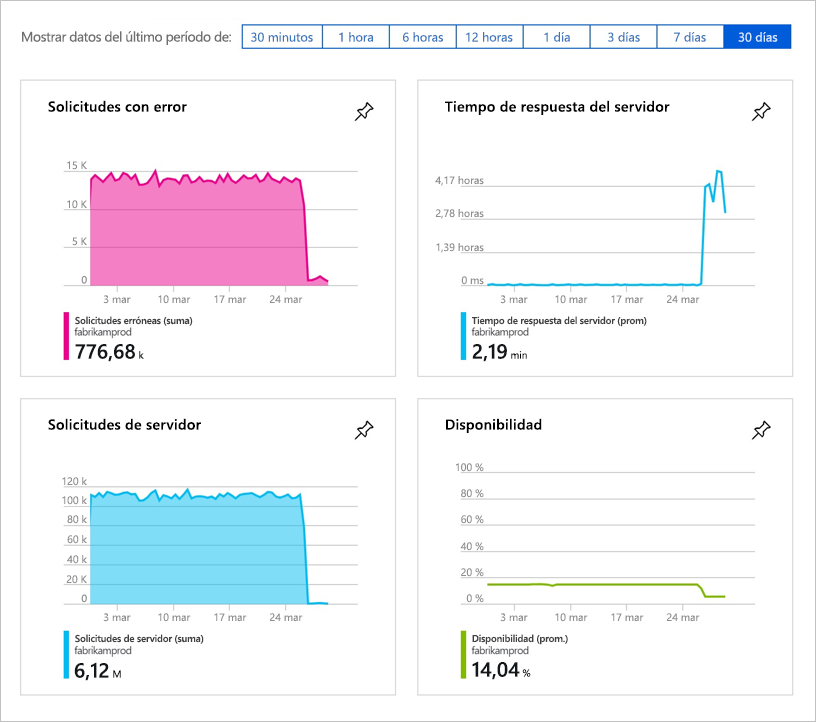 Mostrar datos del último período de: 30 minutos 1 hora 6 horas 12 horas 1 día 3 días 7 días 30 días
Solicitudes con error
15 K
10 K
5 K
0
3 mar 10 mar 17 mar 24 mar
Solicitudes erróneas (suma)
fabrikamprod
776,68 k
Tiempo de respuesta del servidor
4,17 horas
2,78 horas
1,39 horas
0 ms
3 mar 10 mar 17 mar 24 mar
Tiempo de respuesta del servidor (prom)
fabrikamprod
2,19 min
Solicitudes de servidor
120 k
100 k
80 k
60 k
40 k
20 K
0
3 mar 10 mar 17 mar 24 mar
Solicitudes de servidor (suma)
fabrikamprod
6,12 M
Disponibilidad
100 %
80 %
60 %
40 %
20 %
0 %
3 mar 10 mar 17 mar 24 mar
Disponibilidad (prom.)
fabrikamprod
14,04 %